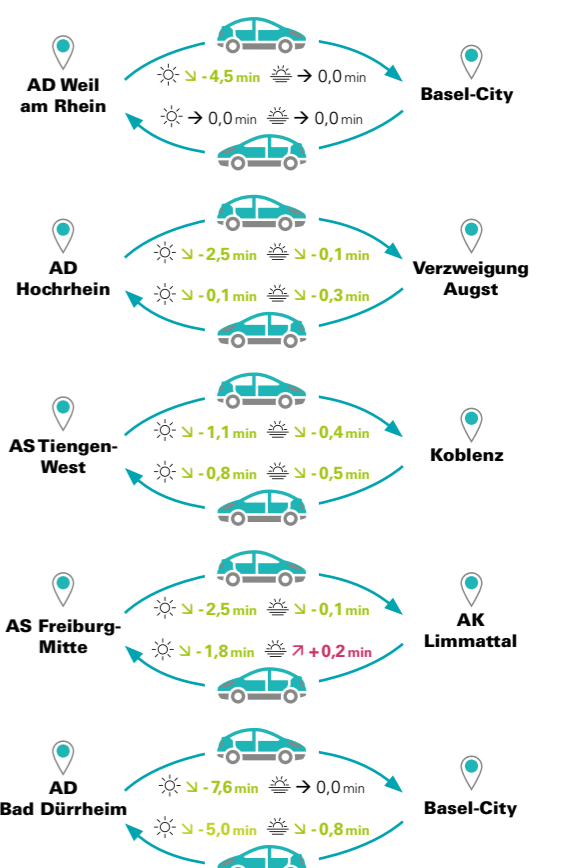 AD Weil
am Rhein
-4,5 min → 0,0 min
→ 0,0 min → 0,0 min
Basel-City
AD
Hochrhein
↘ -2,5 min ↘ -0,1 min
↘ -0,1 min ↘ -0,3 min
Verzweigung
Augst
AS Tiengen-
West
↘ -1,1 min ↘ -0,4 min
↘ -0,8 min ↘ -0,5 min
Koblenz
AS Freiburg-
Mitte
↘ -2,5 min ↘ -0,1 min
↘ -1,8 min ↗ +0,2 min
AK
Limmattal
AD
Bad Dürrheim
↘ -7,6 min → 0,0 min
↘ -5,0 min ↘ -0,8 min
Basel-City